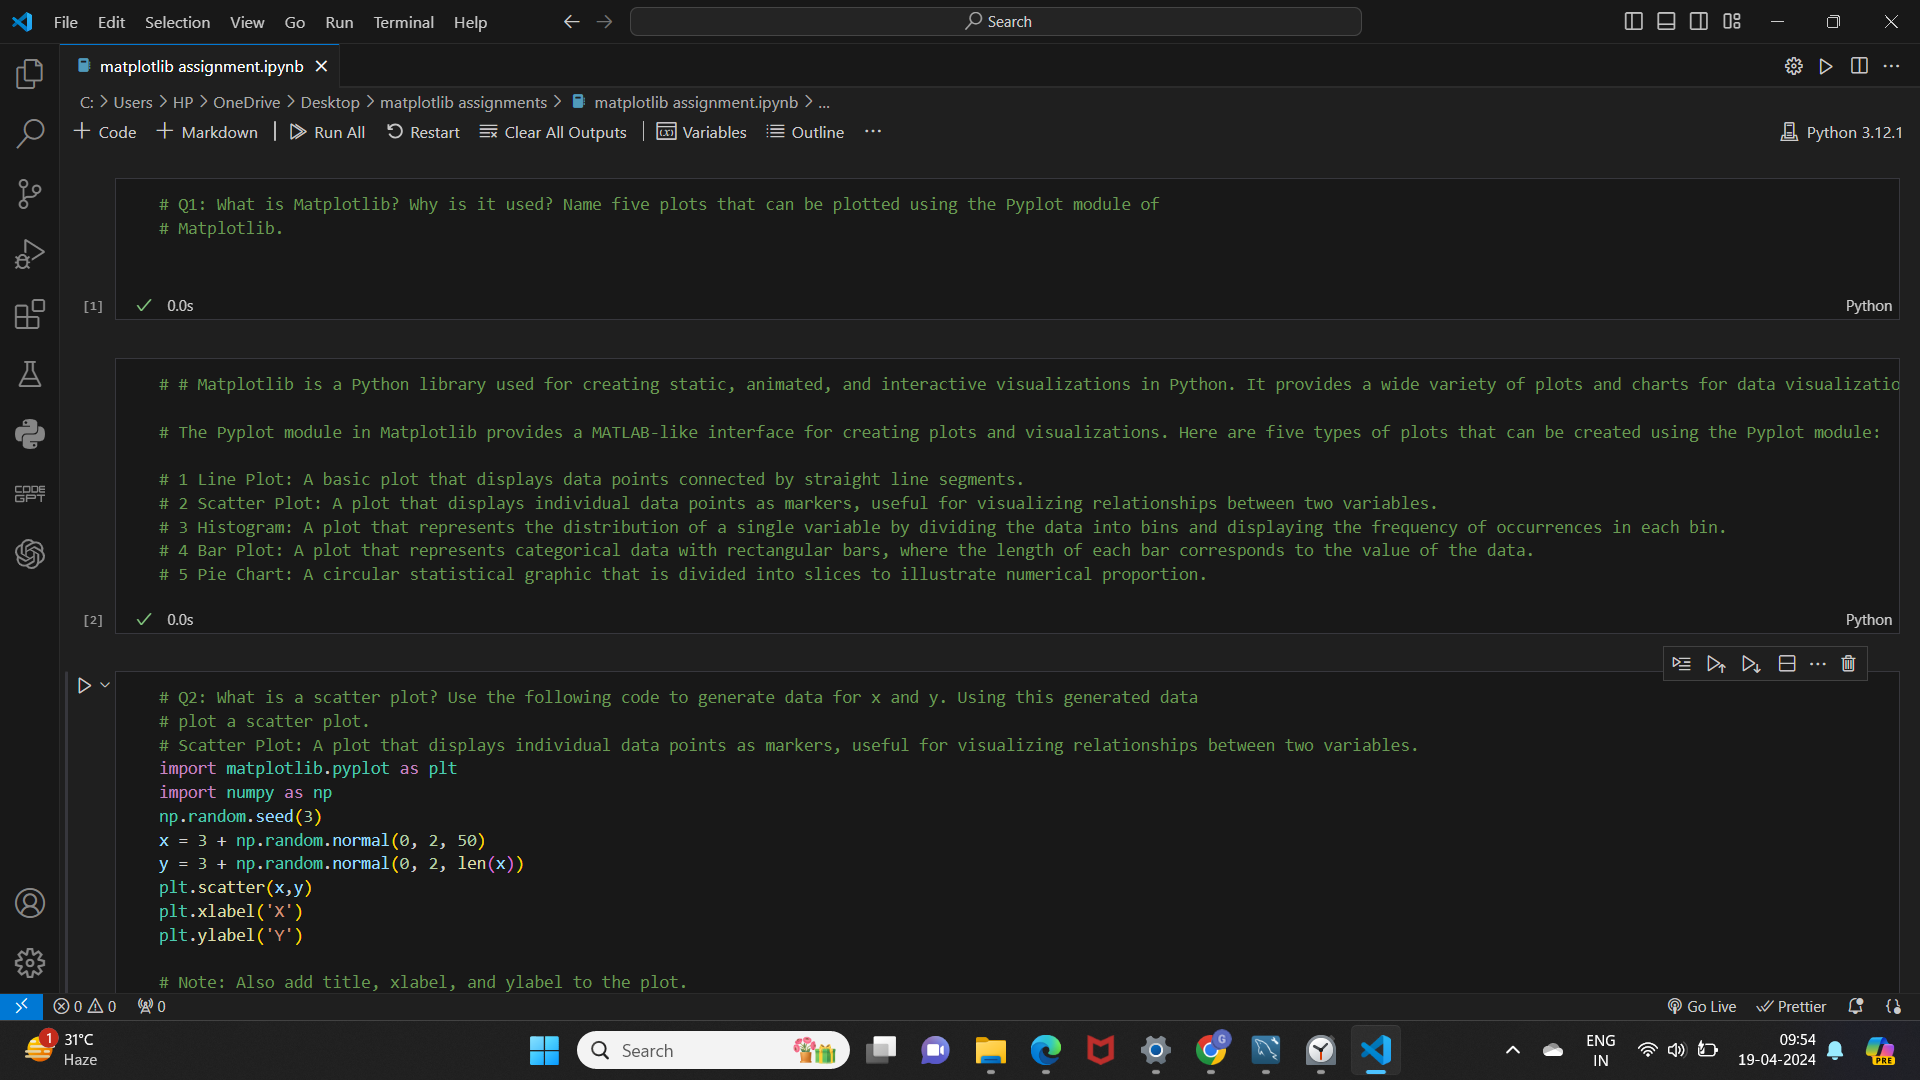 File Edit Selection View Go Run Terminal Help Search
matplotlib assignment.ipynb
C: > Users > HP > OneDrive > Desktop > matplotlib assignments > matplotlib assignment.ipynb > ...
+ Code + Markdown | Run All Restart Clear All Outputs | Variables Outline ... Python 3.12.1
# Q1: What is Matplotlib? Why is it used? Name five plots that can be plotted using the Pyplot module of
# Matplotlib.
[1] 0.0s Python
# # Matplotlib is a Python library used for creating static, animated, and interactive visualizations in Python. It provides a wide variety of plots and charts for data visualizatio
# The Pyplot module in Matplotlib provides a MATLAB-like interface for creating plots and visualizations. Here are five types of plots that can be created using the Pyplot module:
# 1 Line Plot: A basic plot that displays data points connected by straight line segments.
# 2 Scatter Plot: A plot that displays individual data points as markers, useful for visualizing relationships between two variables.
# 3 Histogram: A plot that represents the distribution of a single variable by dividing the data into bins and displaying the frequency of occurrences in each bin.
# 4 Bar Plot: A plot that represents categorical data with rectangular bars, where the length of each bar corresponds to the value of the data.
# 5 Pie Chart: A circular statistical graphic that is divided into slices to illustrate numerical proportion.
[2] 0.0s Python
# Q2: What is a scatter plot? Use the following code to generate data for x and y. Using this generated data
# plot a scatter plot.
# Scatter Plot: A plot that displays individual data points as markers, useful for visualizing relationships between two variables.
import matplotlib.pyplot as plt
import numpy as np
np.random.seed(3)
x = 3 + np.random.normal(0, 2, 50)
y = 3 + np.random.normal(0, 2, len(x))
plt.scatter(x,y)
plt.xlabel('X')
plt.ylabel('Y')
# Note: Also add title, xlabel, and ylabel to the plot.
CODE
GPT
0 0 0 Go Live Prettier
1 31°C
Haze
Search
G
ENG
IN
09:54
19-04-2024
PRE